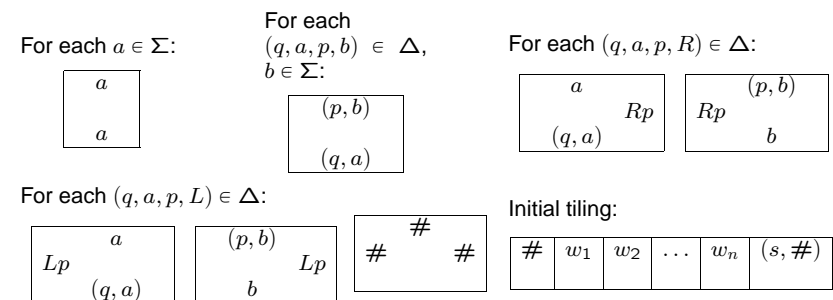 For each a ∈ Σ:
a
a
For each
(q, a, p, b) ∈ Δ,
b ∈ Σ:
(p, b)
(q, a)
For each (q, a, p, R) ∈ Δ:
a
Rp
(q, a)
(p, b)
Rp
b
For each (q, a, p, L) ∈ Δ:
a
Lp
(q, a)
(p, b)
Lp
b
#
# #
Initial tiling:
# w₁ w₂ ... wₙ (s, #)